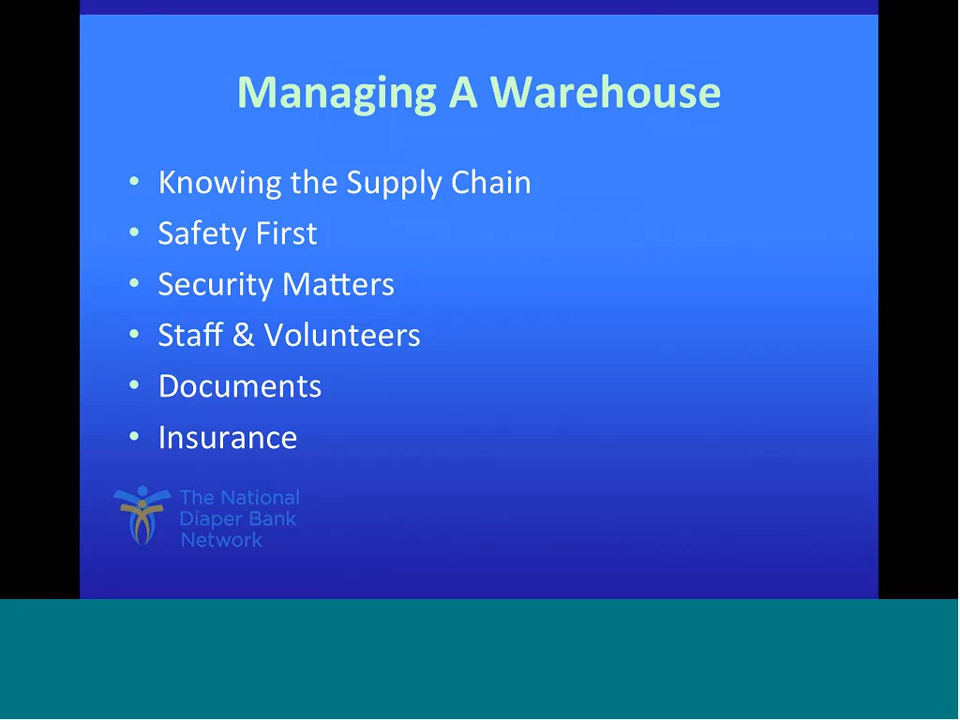 Managing A Warehouse
• Knowing the Supply Chain
• Safety First
• Security Matters
• Staff & Volunteers
• Documents
• Insurance
The National
Diaper Bank
Network